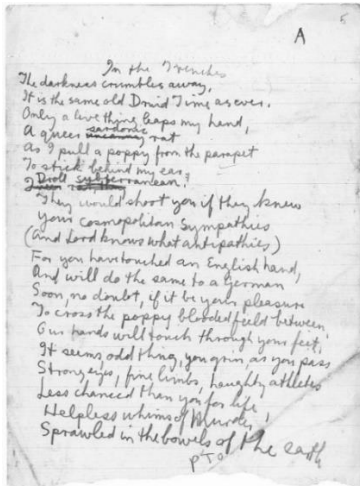 5
A
In the Trenches
The darkness crumbles away,
It is the same old Druid Time as ever.
Only a live thing leaps my hand,
A queer sardonic rat
As I pull a poppy from the parapet
To stick behind my ear.
Droll subterranean?
They would shoot you if they knew
Your cosmopolitan sympathies
(And Lord knows what antipathies)
For you have touched an English hand,
And will do the same to a German
Soon, no doubt, if it be your pleasure
To cross the poppy blooded field between,
Our hands will touch through your feet,
It seems odd thing, you grin, as you pass
Strong eyes, fine limbs, haughty athletes
Less chanced than you for life,
Helpless whims of Murder,
Sprawled in the bowels of the earth
PTO